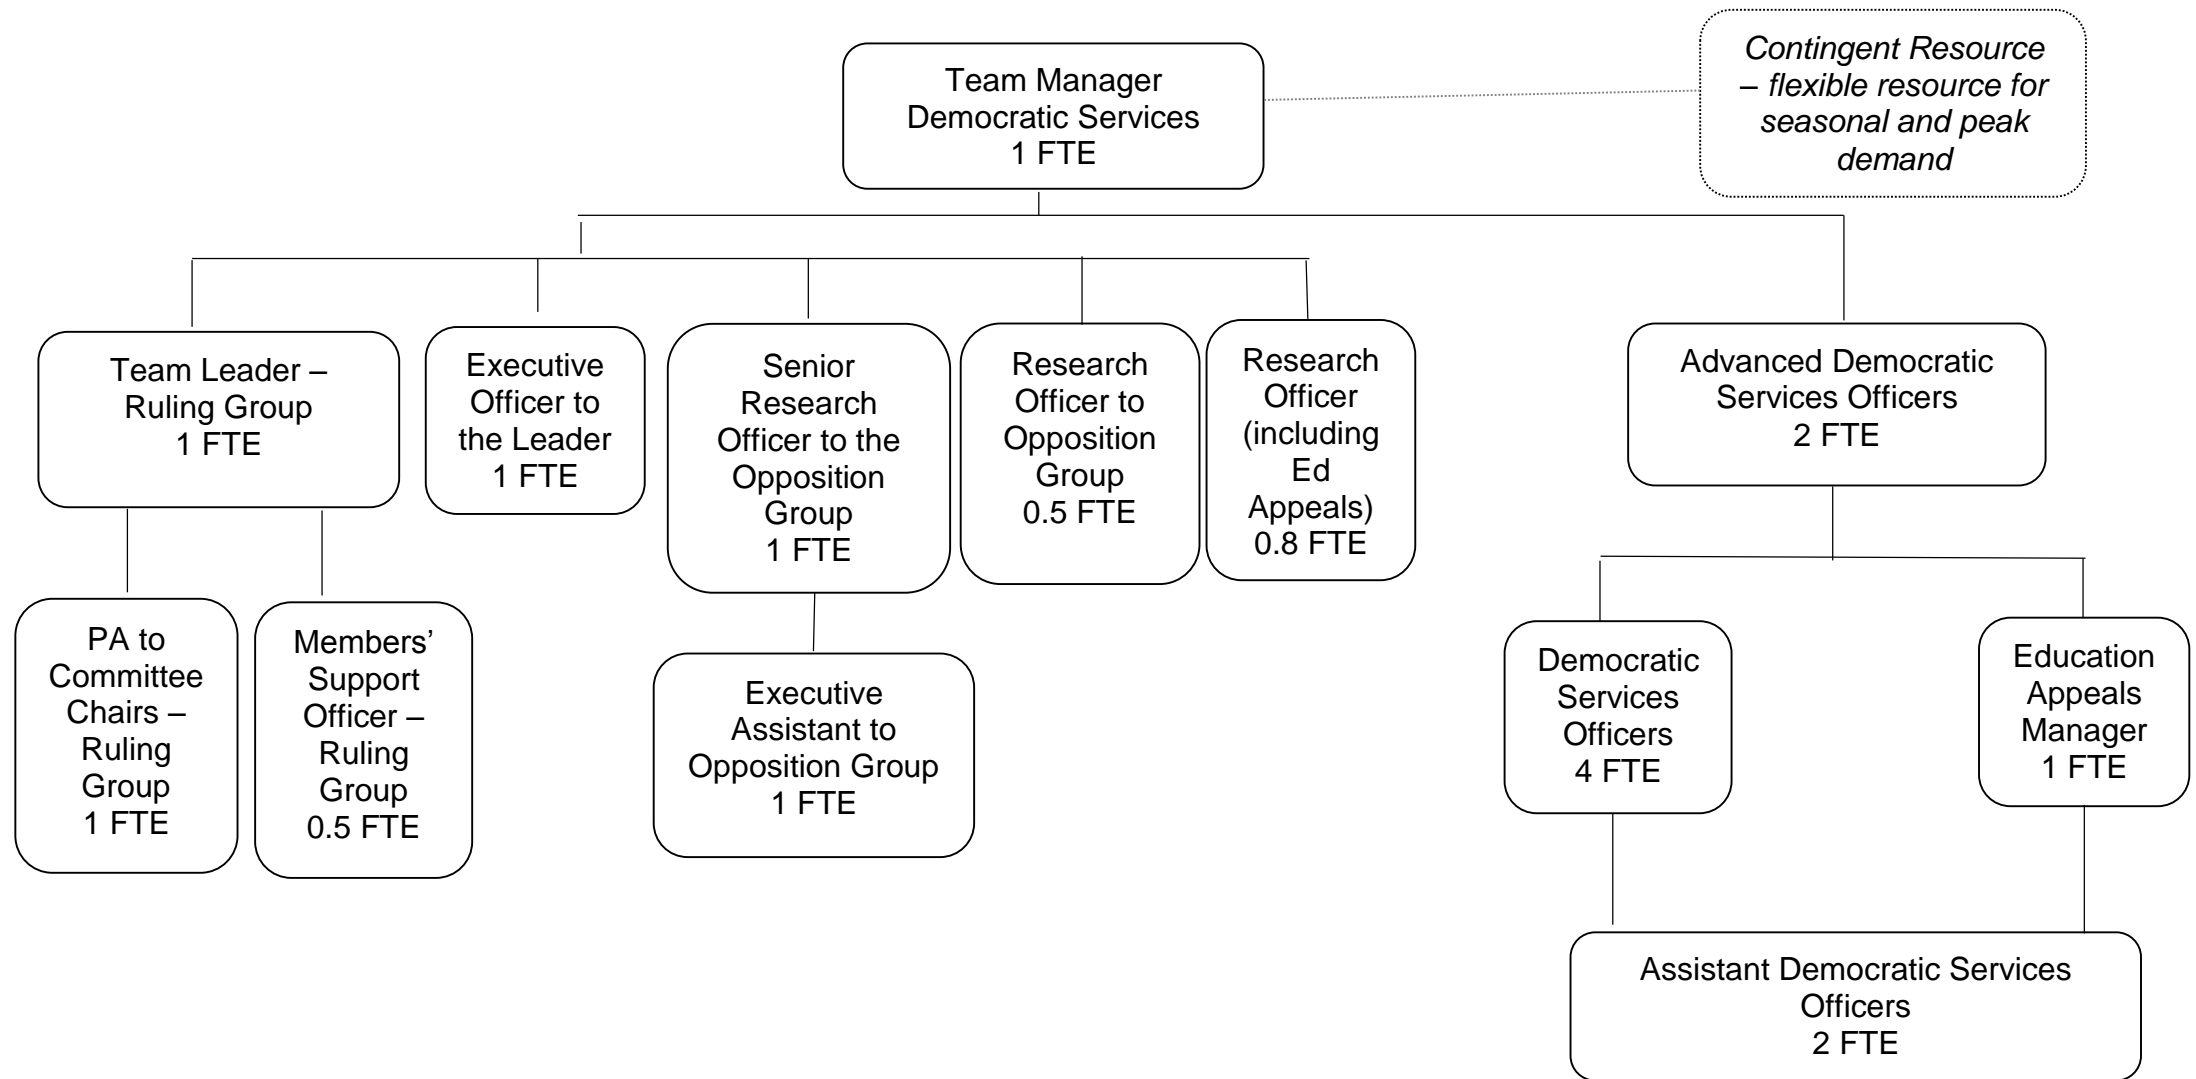 Team Manager
Democratic Services
1 FTE
Contingent Resource
– flexible resource for
seasonal and peak
demand
Team Leader –
Ruling Group
1 FTE
Executive
Officer to
the Leader
1 FTE
Senior
Research
Officer to the
Opposition
Group
1 FTE
Research
Officer to
Opposition
Group
0.5 FTE
Research
Officer
(including
Ed
Appeals)
0.8 FTE
Advanced Democratic
Services Officers
2 FTE
PA to
Committee
Chairs –
Ruling
Group
1 FTE
Members’
Support
Officer –
Ruling
Group
0.5 FTE
Executive
Assistant to
Opposition Group
1 FTE
Democratic
Services
Officers
4 FTE
Education
Appeals
Manager
1 FTE
Assistant Democratic Services
Officers
2 FTE